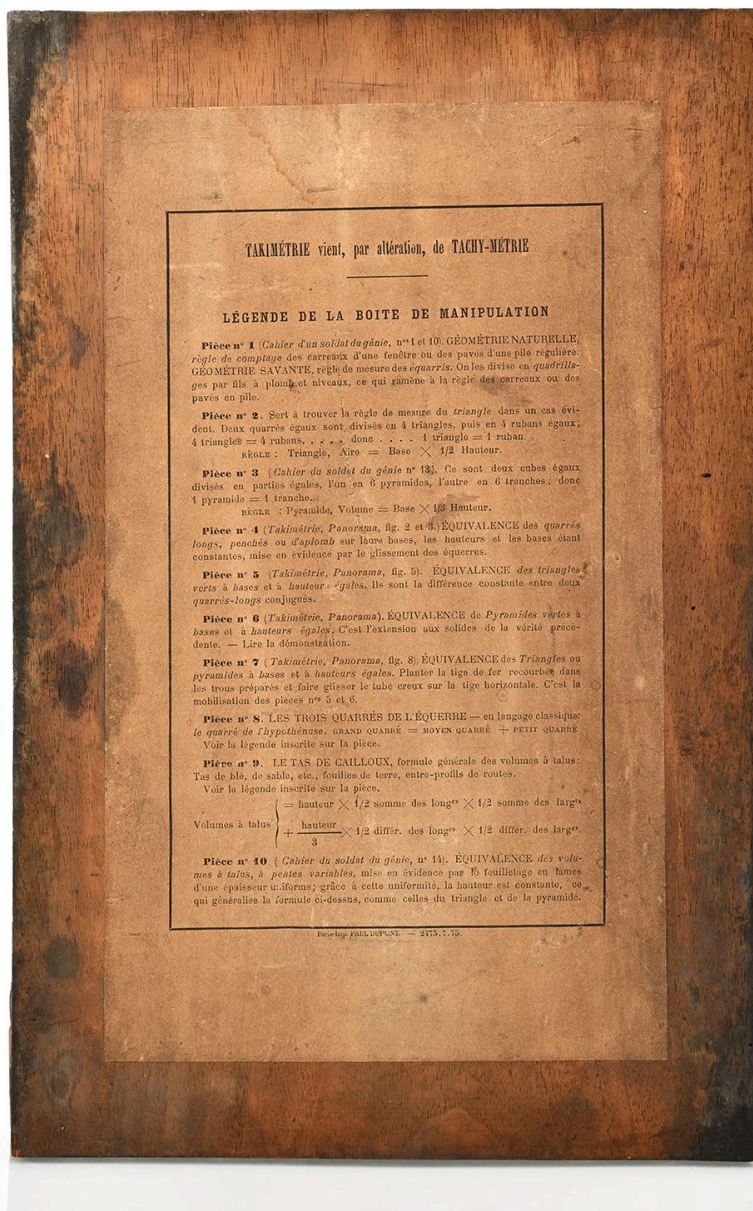 TAKIMÉTRIE vient, par altération, de TACHY-MÉTRIE
LÉGENDE DE LA BOITE DE MANIPULATION
Pièce n° 1 (Cahier d'un soldat du génie, nos 1 et 10). GÉOMÉTRIE NATURELLE,
règle de comptage des carreaux d'une fenêtre ou des pavés d'une pile régulière.
GÉOMÉTRIE SAVANTE, règle de mesure des équarris. On les divise en quadrilla-
ges par fils à plomb et niveaux, ce qui ramène à la règle des carreaux ou des
pavés en pile.
Pièce n° 2. Sert à trouver la règle de mesure du triangle dans un cas évi-
dent. Deux quarrés égaux sont divisés en 4 triangles, puis en 4 rubans égaux;
4 triangles = 4 rubans, . . . . donc . . . . 1 triangle = 1 ruban.
RÈGLE : Triangle, Aire = Base × 1/2 Hauteur.
Pièce n° 3 (Cahier du soldat du génie n° 13). Ce sont deux cubes égaux
divisés en parties égales, l'un en 6 pyramides, l'autre en 6 tranches; donc
1 pyramide = 1 tranche.
RÈGLE : Pyramide, Volume = Base × 1/3 Hauteur.
Pièce n° 4 (Takimétrie, Panorama, fig. 2 et 3.) ÉQUIVALENCE des quarrés
longs, penchés ou d'aplomb sur leurs bases, les hauteurs et les bases étant
constantes, mise en évidence par le glissement des équerres.
Pièce n° 5 (Takimétrie, Panorama, fig. 5). ÉQUIVALENCE des triangles
verts à bases et à hauteurs égales. Ils sont la différence constante entre deux
quarrés-longs conjugués.
Pièce n° 6 (Takimétrie, Panorama). ÉQUIVALENCE de Pyramides vertes à
bases et à hauteurs égales. C'est l'extension aux solides de la vérité précé-
dente. — Lire la démonstration.
Pièce n° 7 (Takimétrie, Panorama, fig. 8) ÉQUIVALENCE des Triangles ou
pyramides à bases et à hauteurs égales. Planter la tige de fer recourbée dans
les trous préparés et faire glisser le tube creux sur la tige horizontale. C'est la
mobilisation des pièces nos 5 et 6.
Pièce n° 8. LES TROIS QUARRÉS DE L'ÉQUERRE — en langage classique:
le quarré de l'hypothénuse. GRAND QUARRÉ = MOYEN QUARRÉ + PETIT QUARRÉ
Voir la légende inscrite sur la pièce.
Pièce n° 9. LE TAS DE CAILLOUX, formule générale des volumes à talus:
Tas de blé, de sable, etc., fouilles de terre, entre-profils de routes.
Voir la légende inscrite sur la pièce.
= hauteur × 1/2 somme des longrs × 1/2 somme des largrs
Volumes à talus
+ hauteur/3 × 1/2 différ. des longrs × 1/2 différ. des largrs.
Pièce n° 10 ( Cahier du soldat du génie, n° 14). ÉQUIVALENCE des volu-
mes à talus, à pentes variables, mise en évidence par le feuilletage en lames
d'une épaisseur uniforme; grâce à cette uniformité, la hauteur est constante, ce
qui généralise la formule ci-dessus, comme celles du triangle et de la pyramide.
Paris-Imp. PAUL DUPONT. — 2475.7.75.